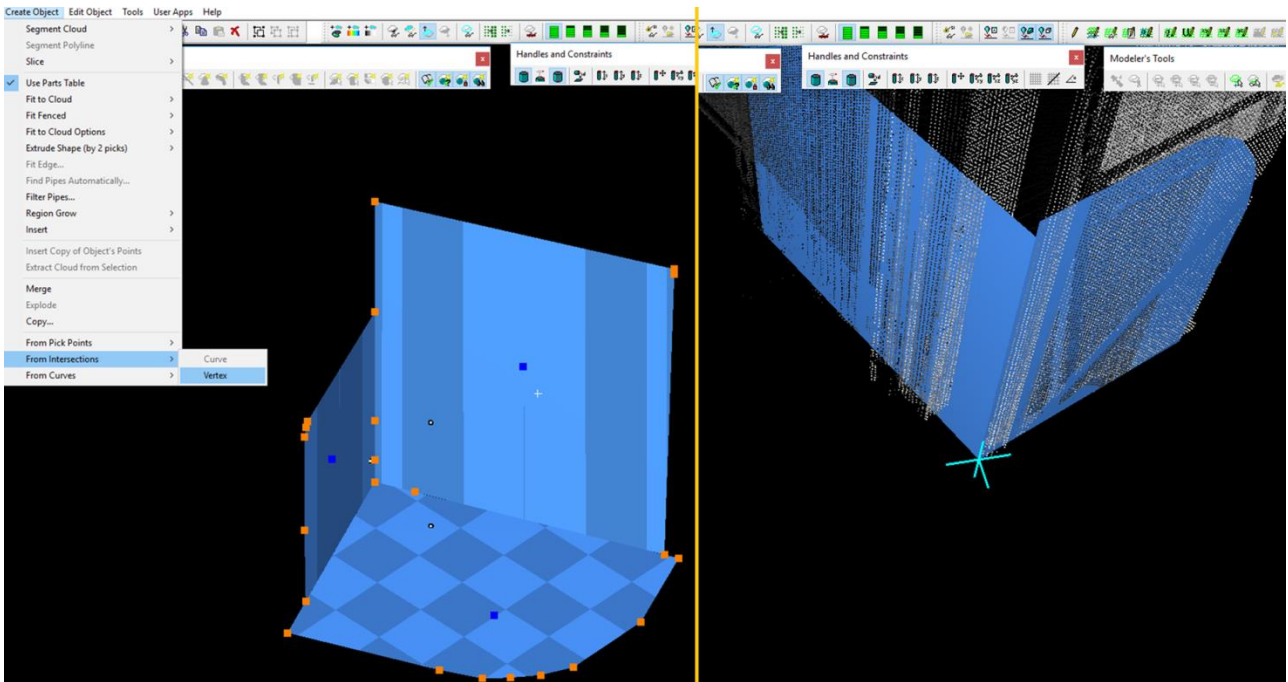 Create Object Edit Object Tools User Apps Help
Segment Cloud
Segment Polyline
Slice
Use Parts Table
Fit to Cloud
Fit Fenced
Fit to Cloud Options
Extrude Shape (by 2 picks)
Fit Edge...
Find Pipes Automatically...
Filter Pipes...
Region Grow
Insert
Insert Copy of Object's Points
Extract Cloud from Selection
Merge
Explode
Copy...
From Pick Points
From Intersections
From Curves
Curve
Vertex
Handles and Constraints
Handles and Constraints
Modeler's Tools